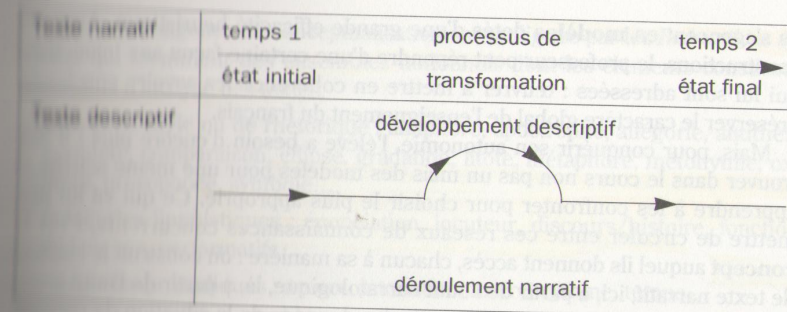 Texte narratif
temps 1
processus de
temps 2
état initial
transformation
état final
Texte descriptif
développement descriptif
déroulement narratif